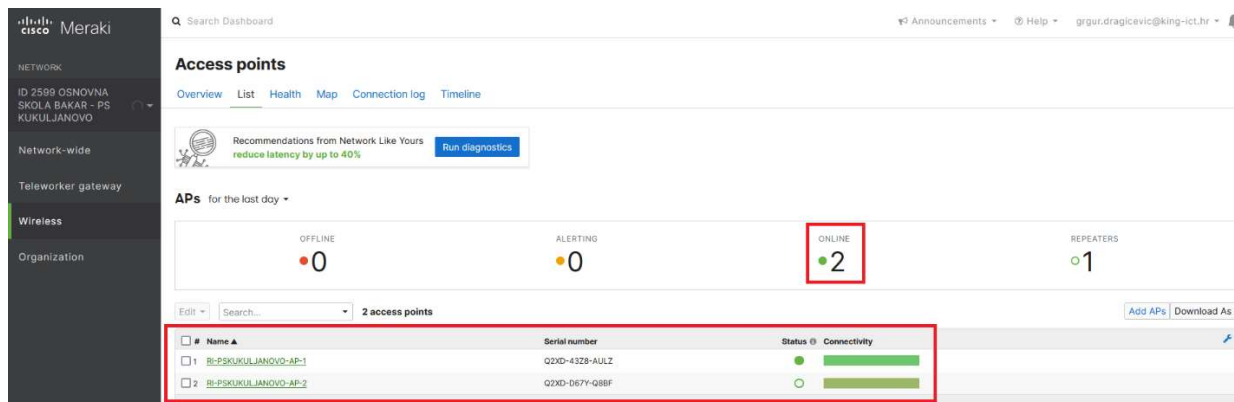 cisco Meraki
Search Dashboard
Announcements
Help
grgur.dragicevic@king-ict.hr
NETWORK
ID 2599 OSNOVNA
SKOLA BAKAR - PS
KUKULJANOVO
Network-wide
Teleworker gateway
Wireless
Organization
Access points
Overview List Health Map Connection log Timeline
Recommendations from Network Like Yours
reduce latency by up to 40%
Run diagnostics
APs for the last day
OFFLINE
0
ALERTING
0
ONLINE
2
REPEATERS
1
Edit Search... 2 access points Add APs Download As
# Name Serial number Status Connectivity
1 RI-PSKUKULJANOVO-AP-1 Q2XD-43Z8-AULZ
2 RI-PSKUKULJANOVO-AP-2 Q2XD-D67Y-Q8BF